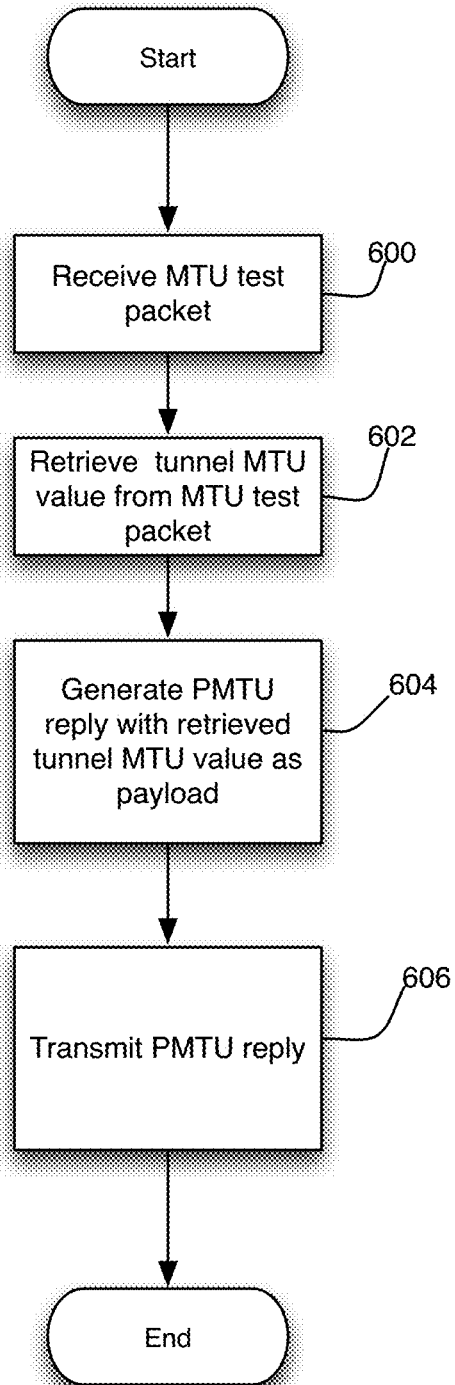 Start
Receive MTU test
packet
600
Retrieve tunnel MTU
value from MTU test
packet
602
Generate PMTU
reply with retrieved
tunnel MTU value as
payload
604
Transmit PMTU reply
606
End